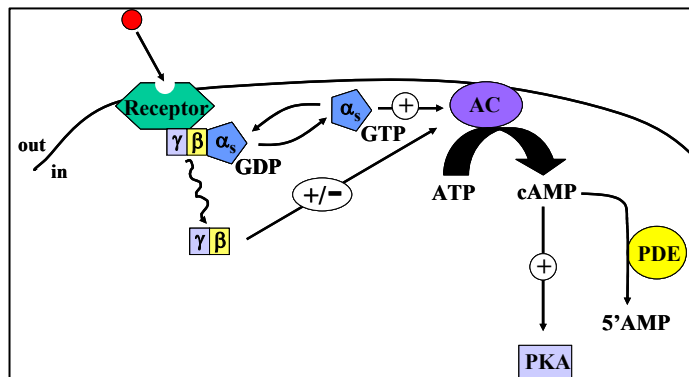 Receptor
αs
GTP
+
AC
out
in
γ β αs
GDP
ATP
cAMP
+/−
γ β
+
PDE
5’AMP
PKA